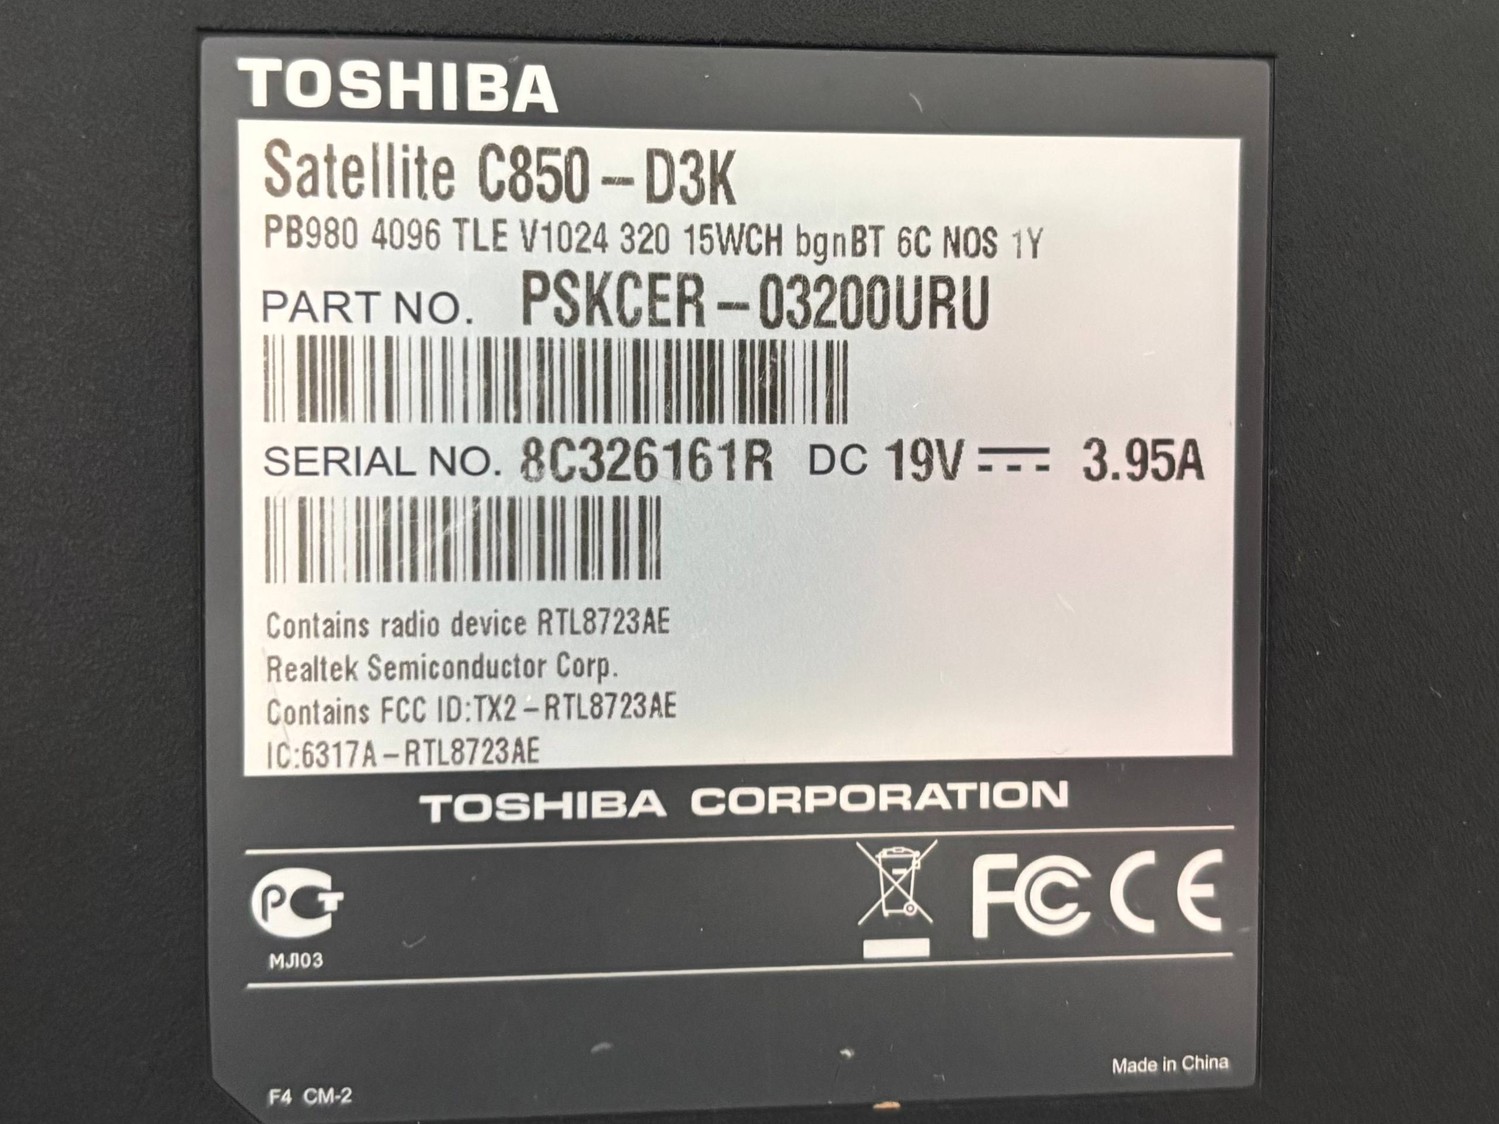 TOSHIBA
Satellite C850-D3K
PB980 4096 TLE V1024 320 15WCH bgnBT 6C NOS 1Y
PART NO. PSKCER-03200URU
SERIAL NO. 8C326161R DC 19V 3.95A
Contains radio device RTL8723AE
Realtek Semiconductor Corp.
Contains FCC ID:TX2-RTL8723AE
IC:6317A-RTL8723AE
TOSHIBA CORPORATION
РСТ FC CE
МЛ03
Made in China
F4 CM-2